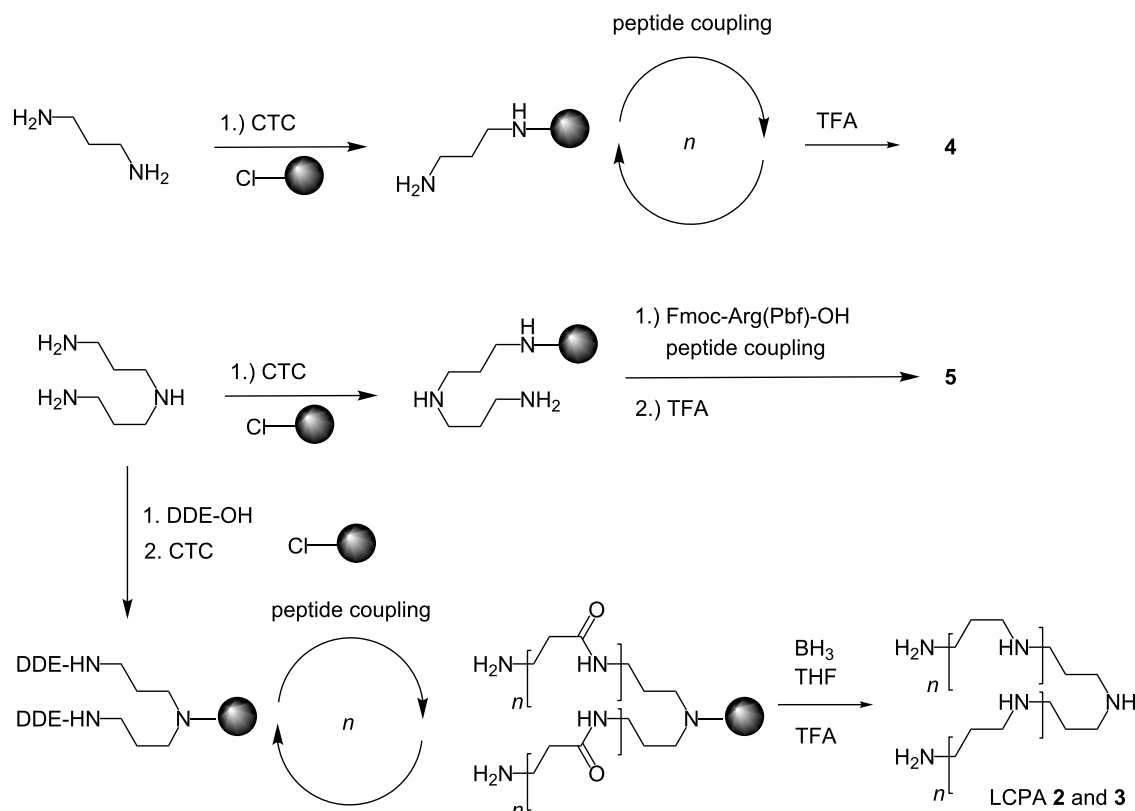 peptide coupling
H2N
NH2
1.) CTC
Cl
H
N
H2N
n
TFA
4
H2N
H2N
NH
1.) CTC
Cl
H
N
HN
NH2
1.) Fmoc-Arg(Pbf)-OH
peptide coupling
2.) TFA
5
1. DDE-OH
2. CTC
Cl
peptide coupling
DDE-HN
DDE-HN
N
n
O
H2N
HN
n
N
HN
H2N
O
n
BH3
THF
TFA
H2N
HN
n
HN
NH
H2N
n
LCPA 2 and 3